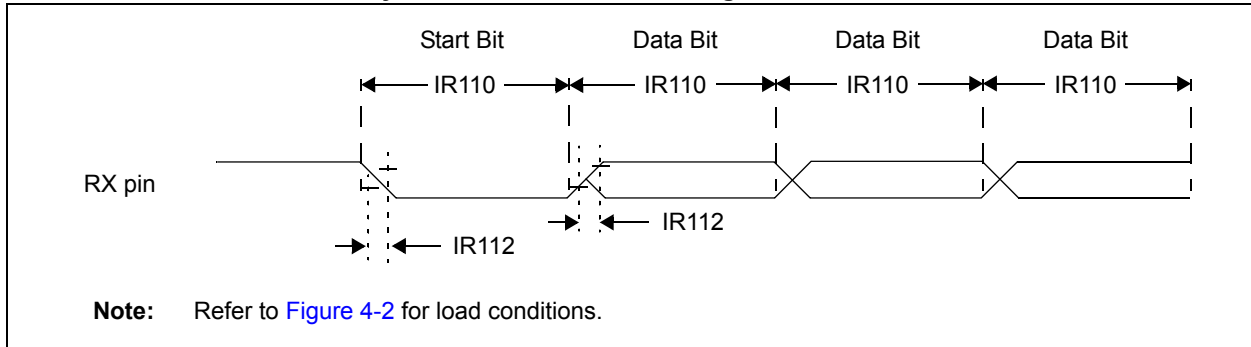 Start Bit Data Bit Data Bit Data Bit
IR110 IR110 IR110 IR110
RX pin
IR112 IR112
Note: Refer to Figure 4-2 for load conditions.